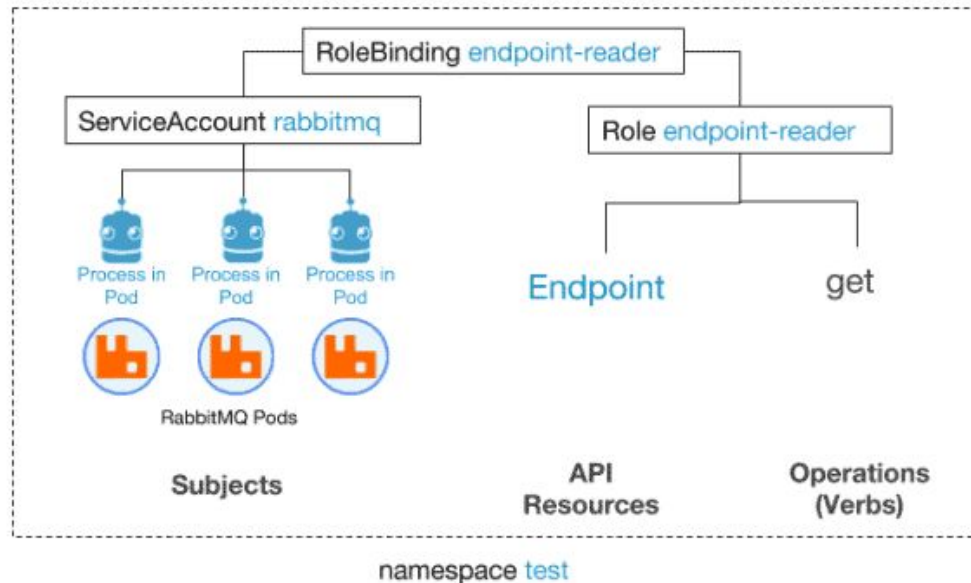 RoleBinding endpoint-reader
ServiceAccount rabbitmq
Role endpoint-reader
Process in Pod
Process in Pod
Process in Pod
Endpoint
get
RabbitMQ Pods
Subjects
API
Resources
Operations
(Verbs)
namespace test